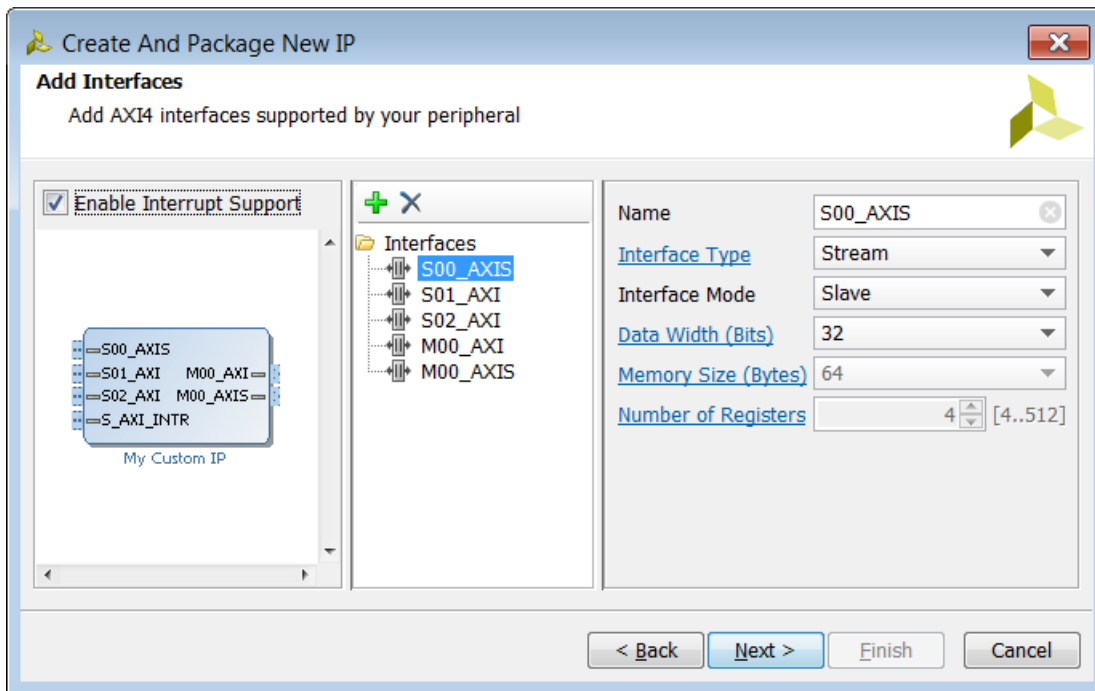 Create And Package New IP
Add Interfaces
Add AXI4 interfaces supported by your peripheral
Enable Interrupt Support
S00_AXIS
S01_AXI M00_AXI
S02_AXI M00_AXIS
S_AXI_INTR
My Custom IP
Interfaces
S00_AXIS
S01_AXI
S02_AXI
M00_AXI
M00_AXIS
Name S00_AXIS
Interface Type Stream
Interface Mode Slave
Data Width (Bits) 32
Memory Size (Bytes) 64
Number of Registers 4 [4..512]
< Back Next > Finish Cancel